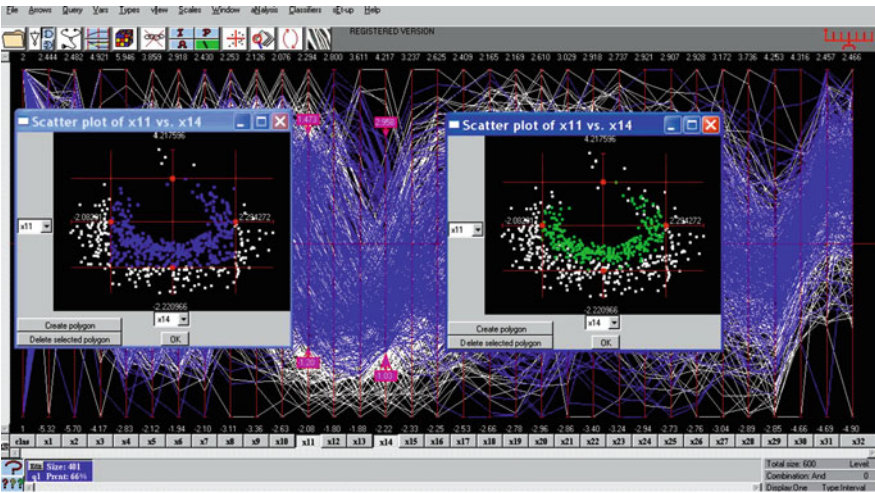 File Arrows Query Vars Types vIew Scales Window aNalysis Classifiers sEt-up Help
REGISTERED VERSION
2 2.444 2.482 4.921 5.946 3.859 2.918 2.430 2.253 2.126 2.076 2.294 2.800 3.611 4.217 3.237 2.625 2.409 2.165 2.169 2.610 3.029 2.918 2.737 2.921 2.907 2.928 3.172 3.736 4.253 4.316 2.457 2.466
Scatter plot of x11 vs. x14
1.473
2.958
Scatter plot of x11 vs. x14
4.217596
4.217596
2.294272
2.294272
x11
x11
-2.220966
-2.220966
x14
x14
Create polygon
Delete selected polygon
OK
Create polygon
Delete selected polygon
OK
1 -5.32 -5.70 -4.17 -2.83 -2.12 -1.94 -2.10 -3.11 -3.36 -2.63 -2.08 -1.80 -1.88 -2.22 -2.53 -2.66 -2.78 -2.96 -2.86 -3.40 -3.24 -2.73 -2.76 -3.04 -2.89 -2.85 -4.66 -4.69 -4.90
clas x1 x2 x3 x4 x5 x6 x7 x8 x9 x10 x11 x12 x13 x14 x15 x16 x17 x18 x19 x20 x21 x22 x23 x24 x25 x26 x27 x28 x29 x30 x31 x32
Size: 401
q1 Prcnt: 66%
Total size: 600 Level
Combination: And 0
Display:One Type:Interval